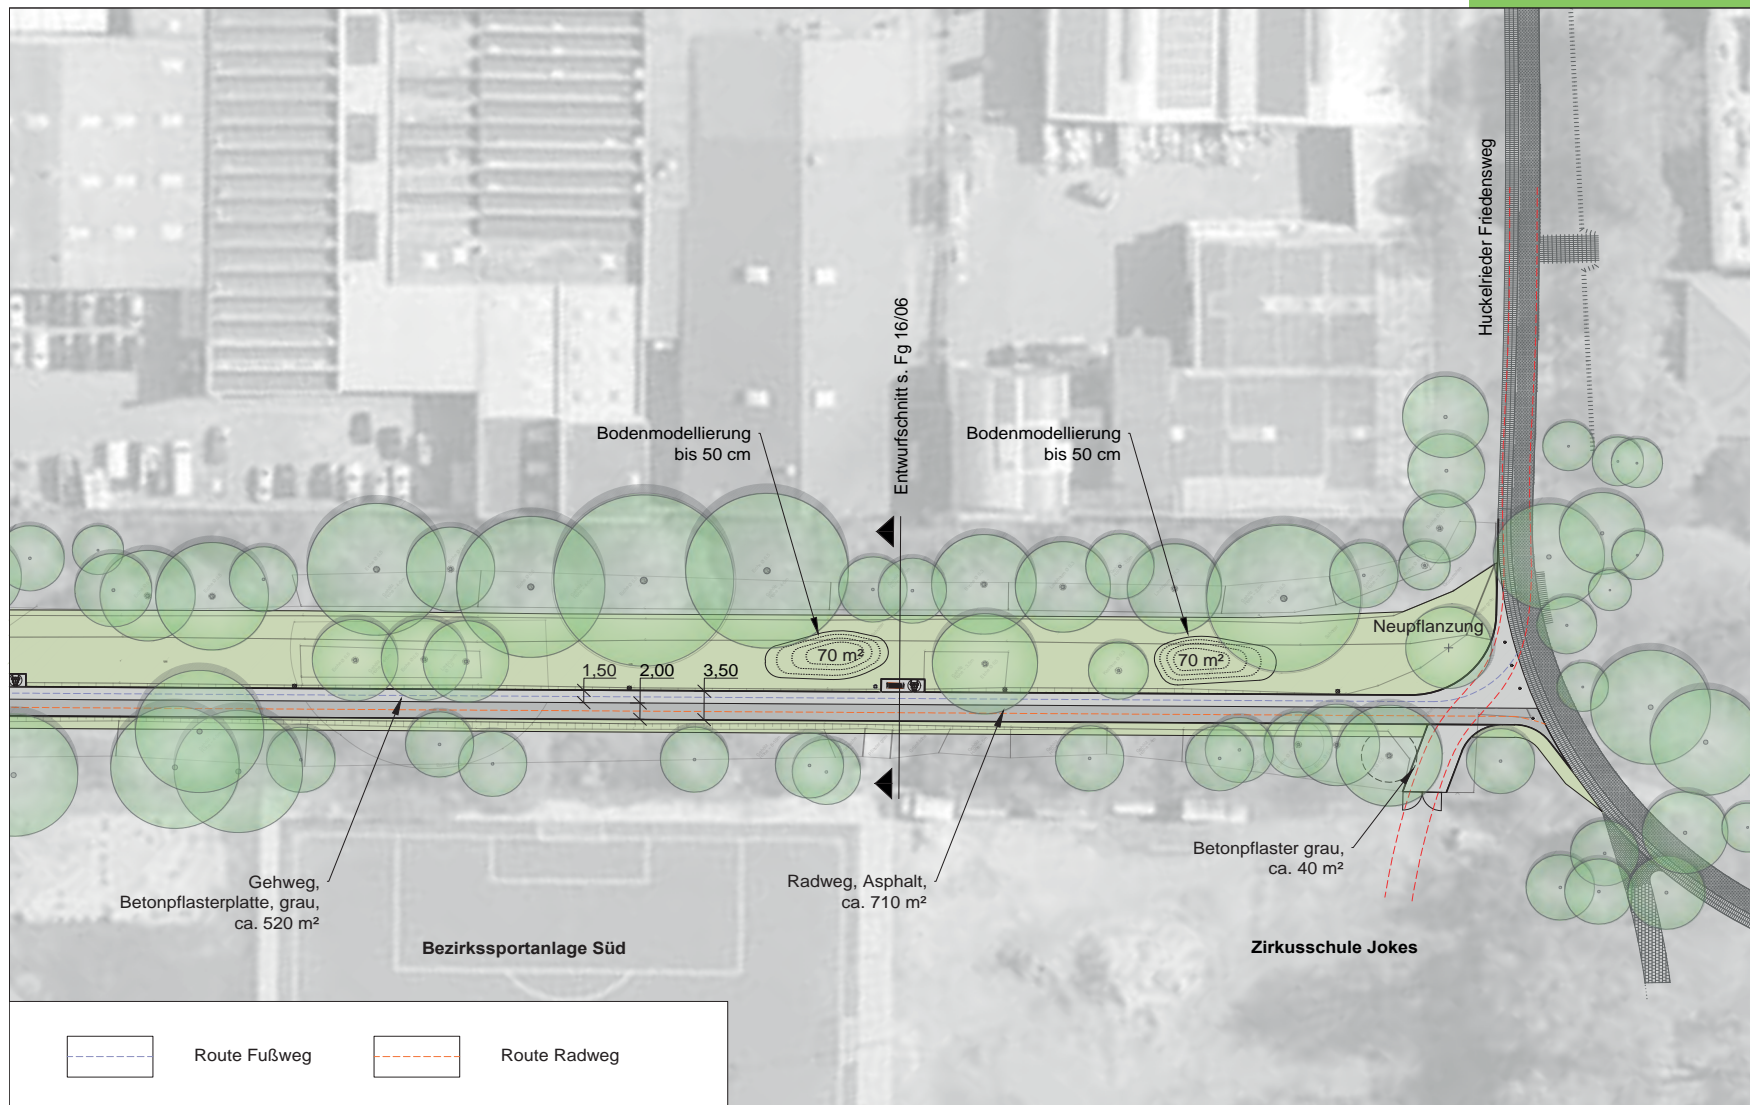 Huckelrieder Friedensweg
Entwurfschnitt s. Fg 16/06
Bodenmodellierung
bis 50 cm
Bodenmodellierung
bis 50 cm
Neupflanzung
70 m²
70 m²
1,50
2,00
3,50
Gehweg,
Betonpflasterplatte, grau,
ca. 520 m²
Radweg, Asphalt,
ca. 710 m²
Betonpflaster grau,
ca. 40 m²
Bezirkssportanlage Süd
Zirkusschule Jokes
Route Fußweg
Route Radweg